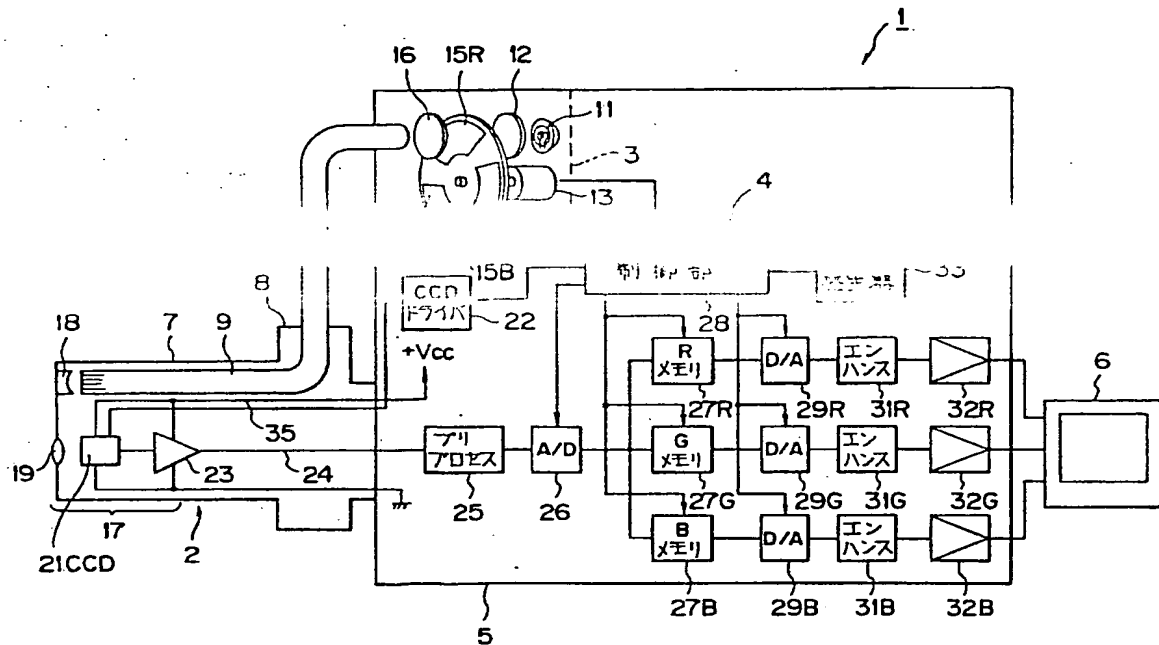 1
16 15R 12
11
3
13
4
15B
制御部
33
8
CCD
ドライバ
22
28
18 7 9
+Vcc
R
メモリ
D/A
エン
ハンス
6
27R
29R
31R
32R
35
19
23
24
プリ
プロセス
A/D
G
メモリ
D/A
エン
ハンス
25
26
27G
29G
31G
32G
17
2
21.CCD
B
メモリ
D/A
エン
ハンス
5
27B
29B
31B
32B